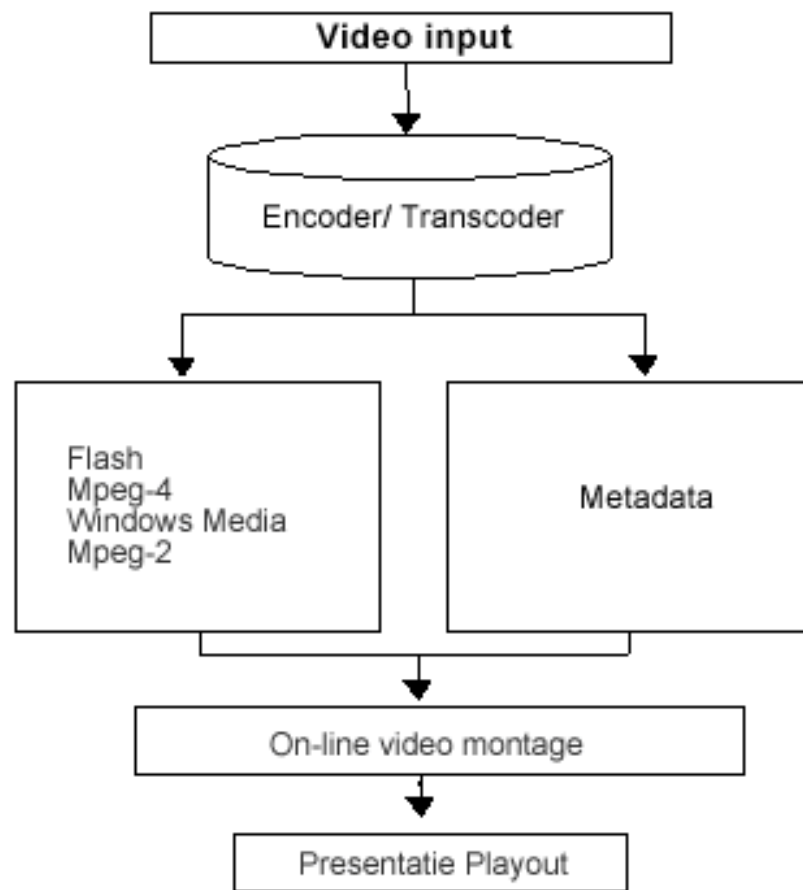 Video input
Encoder/ Transcoder
Flash
Mpeg-4
Windows Media
Mpeg-2
Metadata
On-line video montage
Presentatie Playout